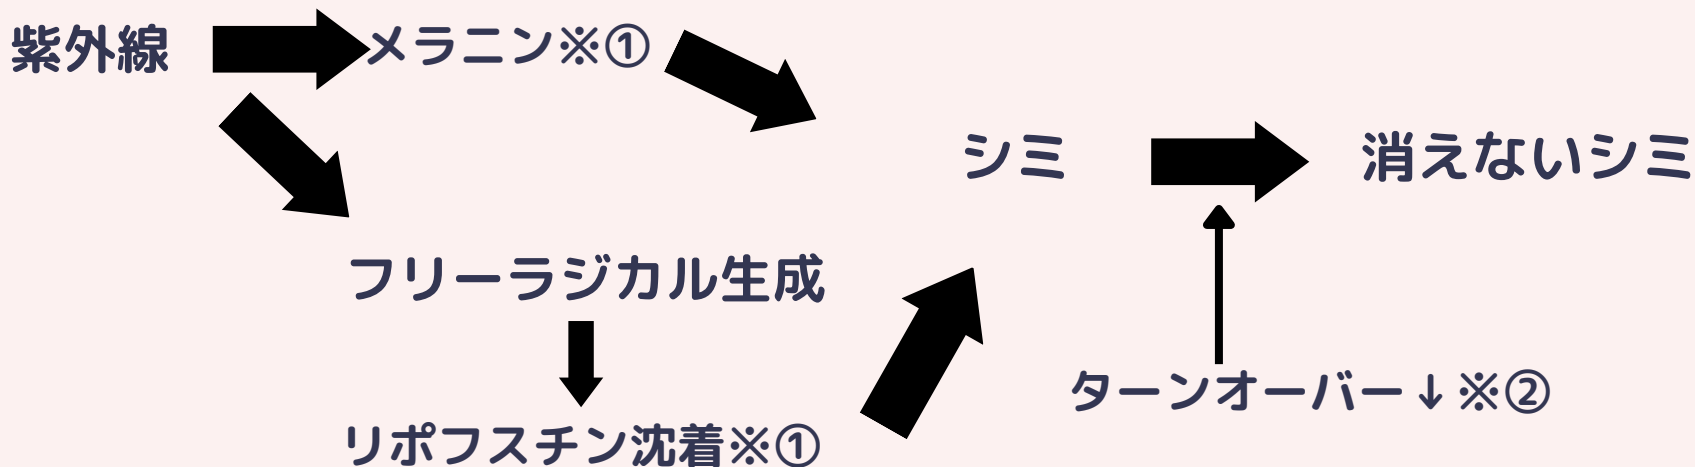 紫外線
メラニン※①
シミ
消えないシミ
フリーラジカル生成
ターンオーバー↓※②
リポフスチン沈着※①